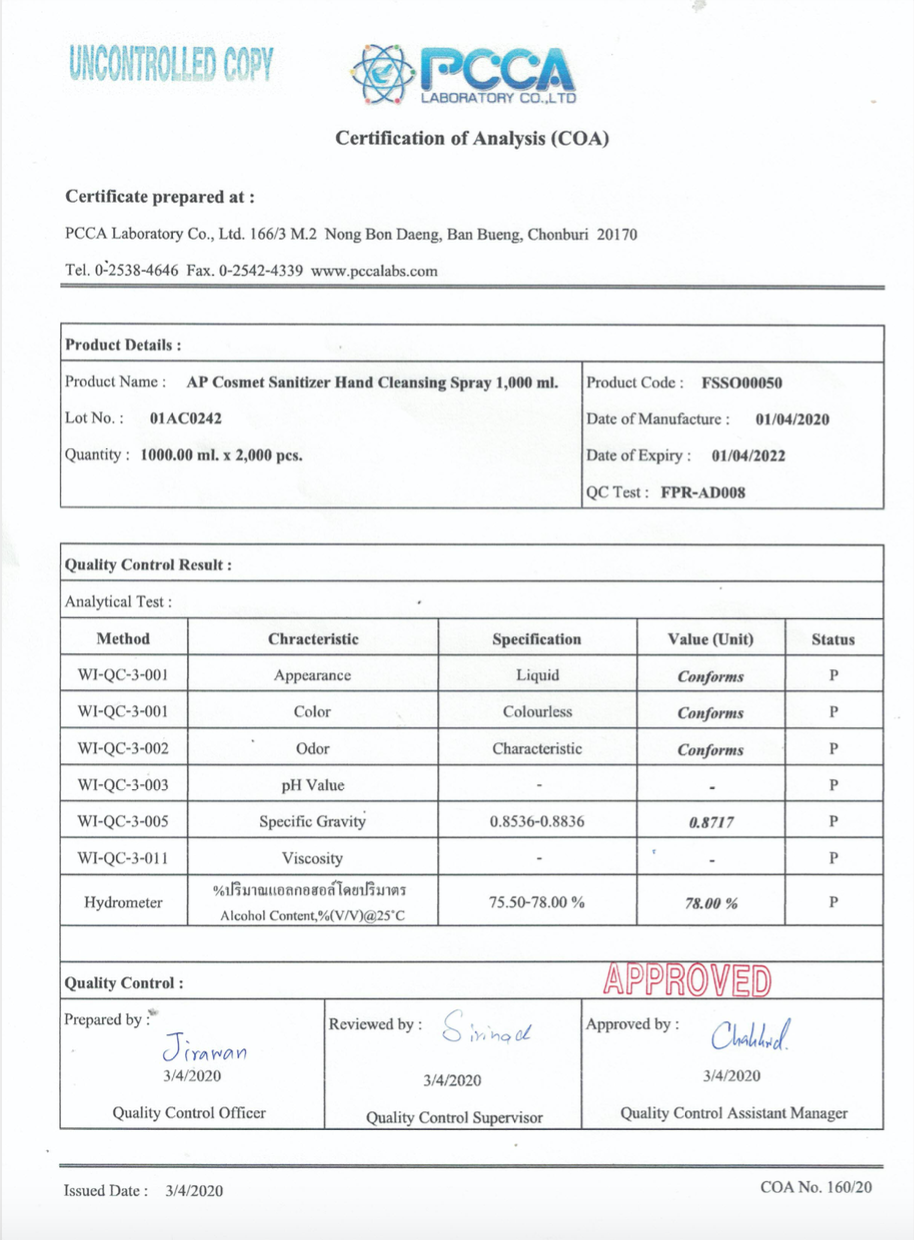 UNCONTROLLED COPY
PCCA
LABORATORY CO.,LTD
Certification of Analysis (COA)
Certificate prepared at :
PCCA Laboratory Co., Ltd. 166/3 M.2 Nong Bon Daeng, Ban Bueng, Chonburi 20170
Tel. 0-2538-4646 Fax. 0-2542-4339 www.pccalabs.com
Product Details :
Product Name : AP Cosmet Sanitizer Hand Cleansing Spray 1,000 ml. Product Code : FSSO00050
Lot No. : 01AC0242 Date of Manufacture : 01/04/2020
Quantity : 1000.00 ml. x 2,000 pcs. Date of Expiry : 01/04/2022
QC Test : FPR-AD008
Quality Control Result :
Analytical Test :
Method Chracteristic Specification Value (Unit) Status
WI-QC-3-001 Appearance Liquid Conforms P
WI-QC-3-001 Color Colourless Conforms P
WI-QC-3-002 Odor Characteristic Conforms P
WI-QC-3-003 pH Value - - P
WI-QC-3-005 Specific Gravity 0.8536-0.8836 0.8717 P
WI-QC-3-011 Viscosity - - P
Hydrometer %ปริมาณแอลกอฮอล์โดยปริมาตร 75.50-78.00 % 78.00 % P
Alcohol Content,%(V/V)@25°C
APPROVED
Quality Control :
Prepared by : Reviewed by : Approved by :
Jirawan
3/4/2020 3/4/2020 3/4/2020
Quality Control Officer Quality Control Supervisor Quality Control Assistant Manager
Issued Date : 3/4/2020 COA No. 160/20